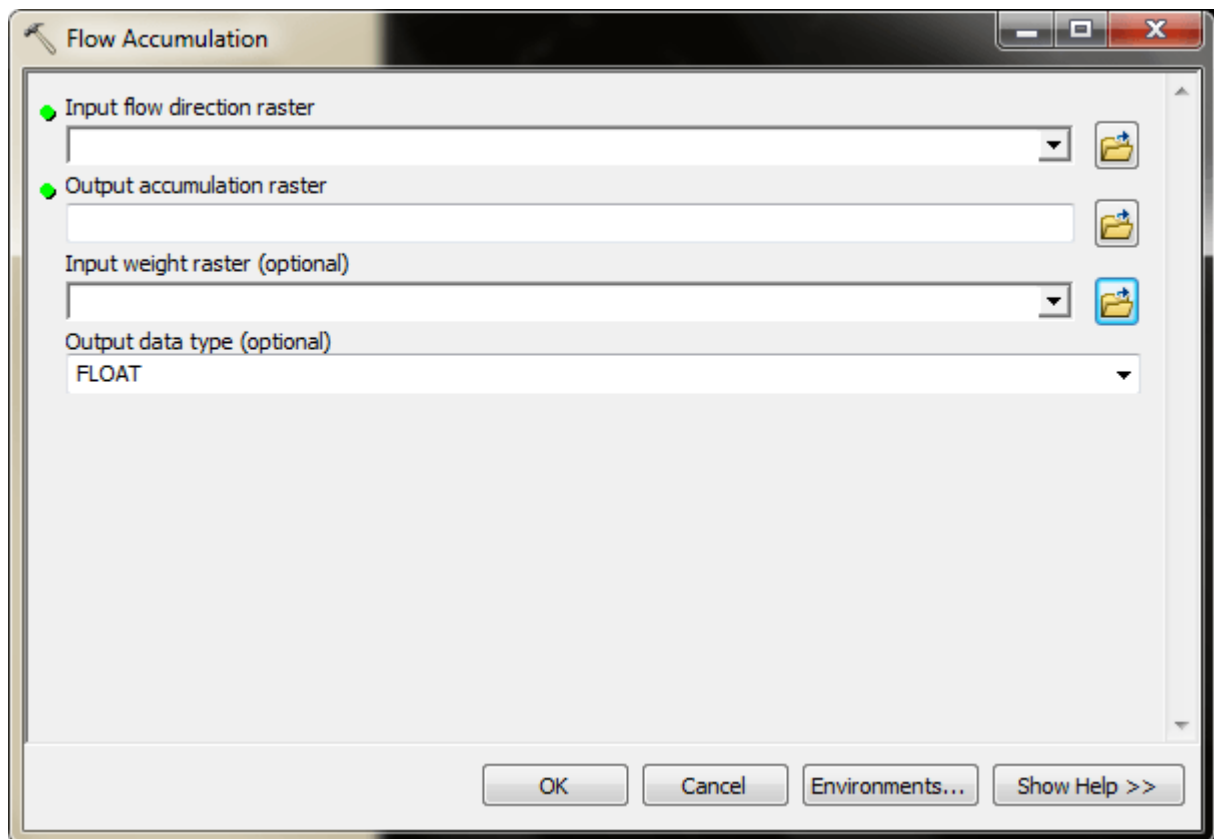 Flow Accumulation
Input flow direction raster
Output accumulation raster
Input weight raster (optional)
Output data type (optional)
FLOAT
OK Cancel Environments... Show Help >>